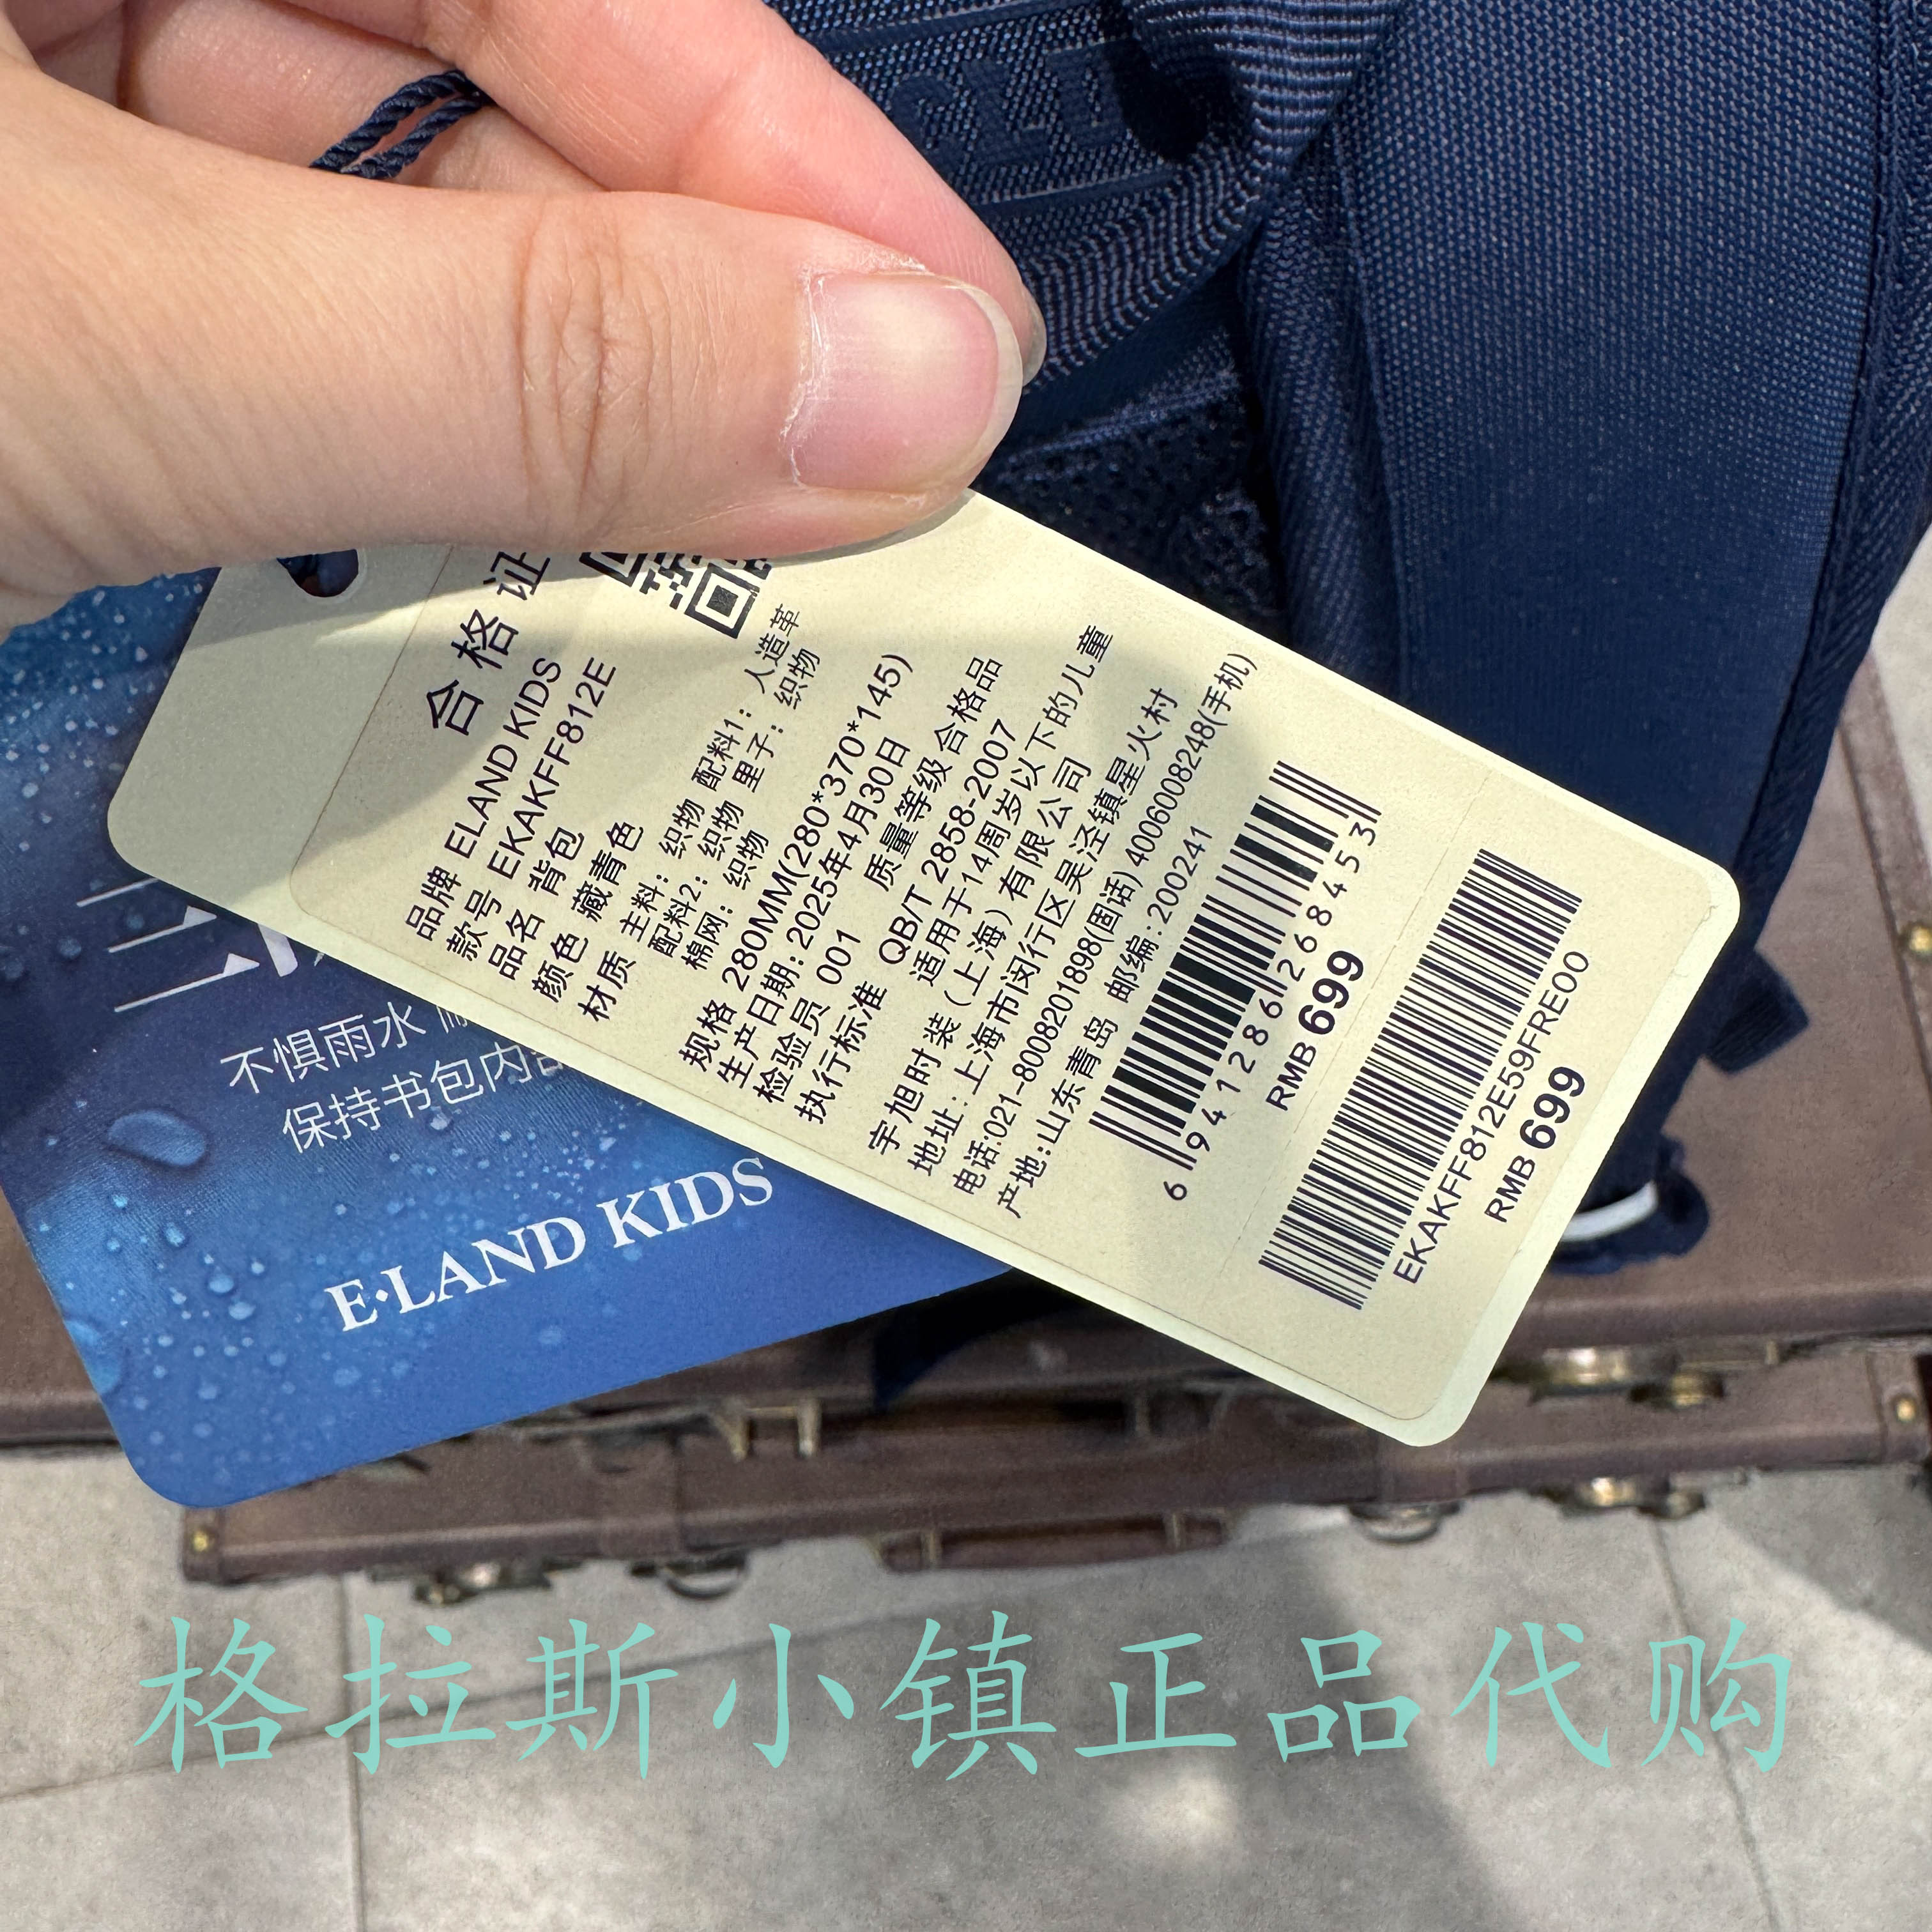 合格证
品牌 ELAND KIDS
款号 EKAKFF812E
品名 背包
颜色 藏青色
材质 主料：织物 配料1：人造革
配料2：织物 里子：织物
棉网：织物
规格 280MM(280*370*145)
生产日期：2025年4月30日
检验员 001 质量等级 合格品
执行标准 QB/T 2858-2007
适用于14周岁以下的儿童
宇旭时装（上海）有限公司
地址：上海市闵行区吴泾镇星火村
电话:021-8008201898(固话) 4006008248(手机)
产地:山东青岛 邮编:200241
6 941286 268453
RMB 699
EKAKFF812E59FRE00
RMB 699
不惧雨水
保持书包内
E·LAND KIDS
格拉斯小镇正品代购